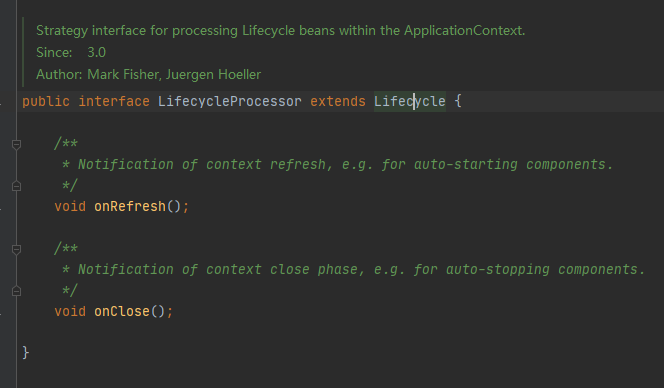 Strategy interface for processing Lifecycle beans within the ApplicationContext.
Since: 3.0
Author: Mark Fisher, Juergen Hoeller
public interface LifecycleProcessor extends Lifecycle {
/**
* Notification of context refresh, e.g. for auto-starting components.
*/
void onRefresh();
/**
* Notification of context close phase, e.g. for auto-stopping components.
*/
void onClose();
}